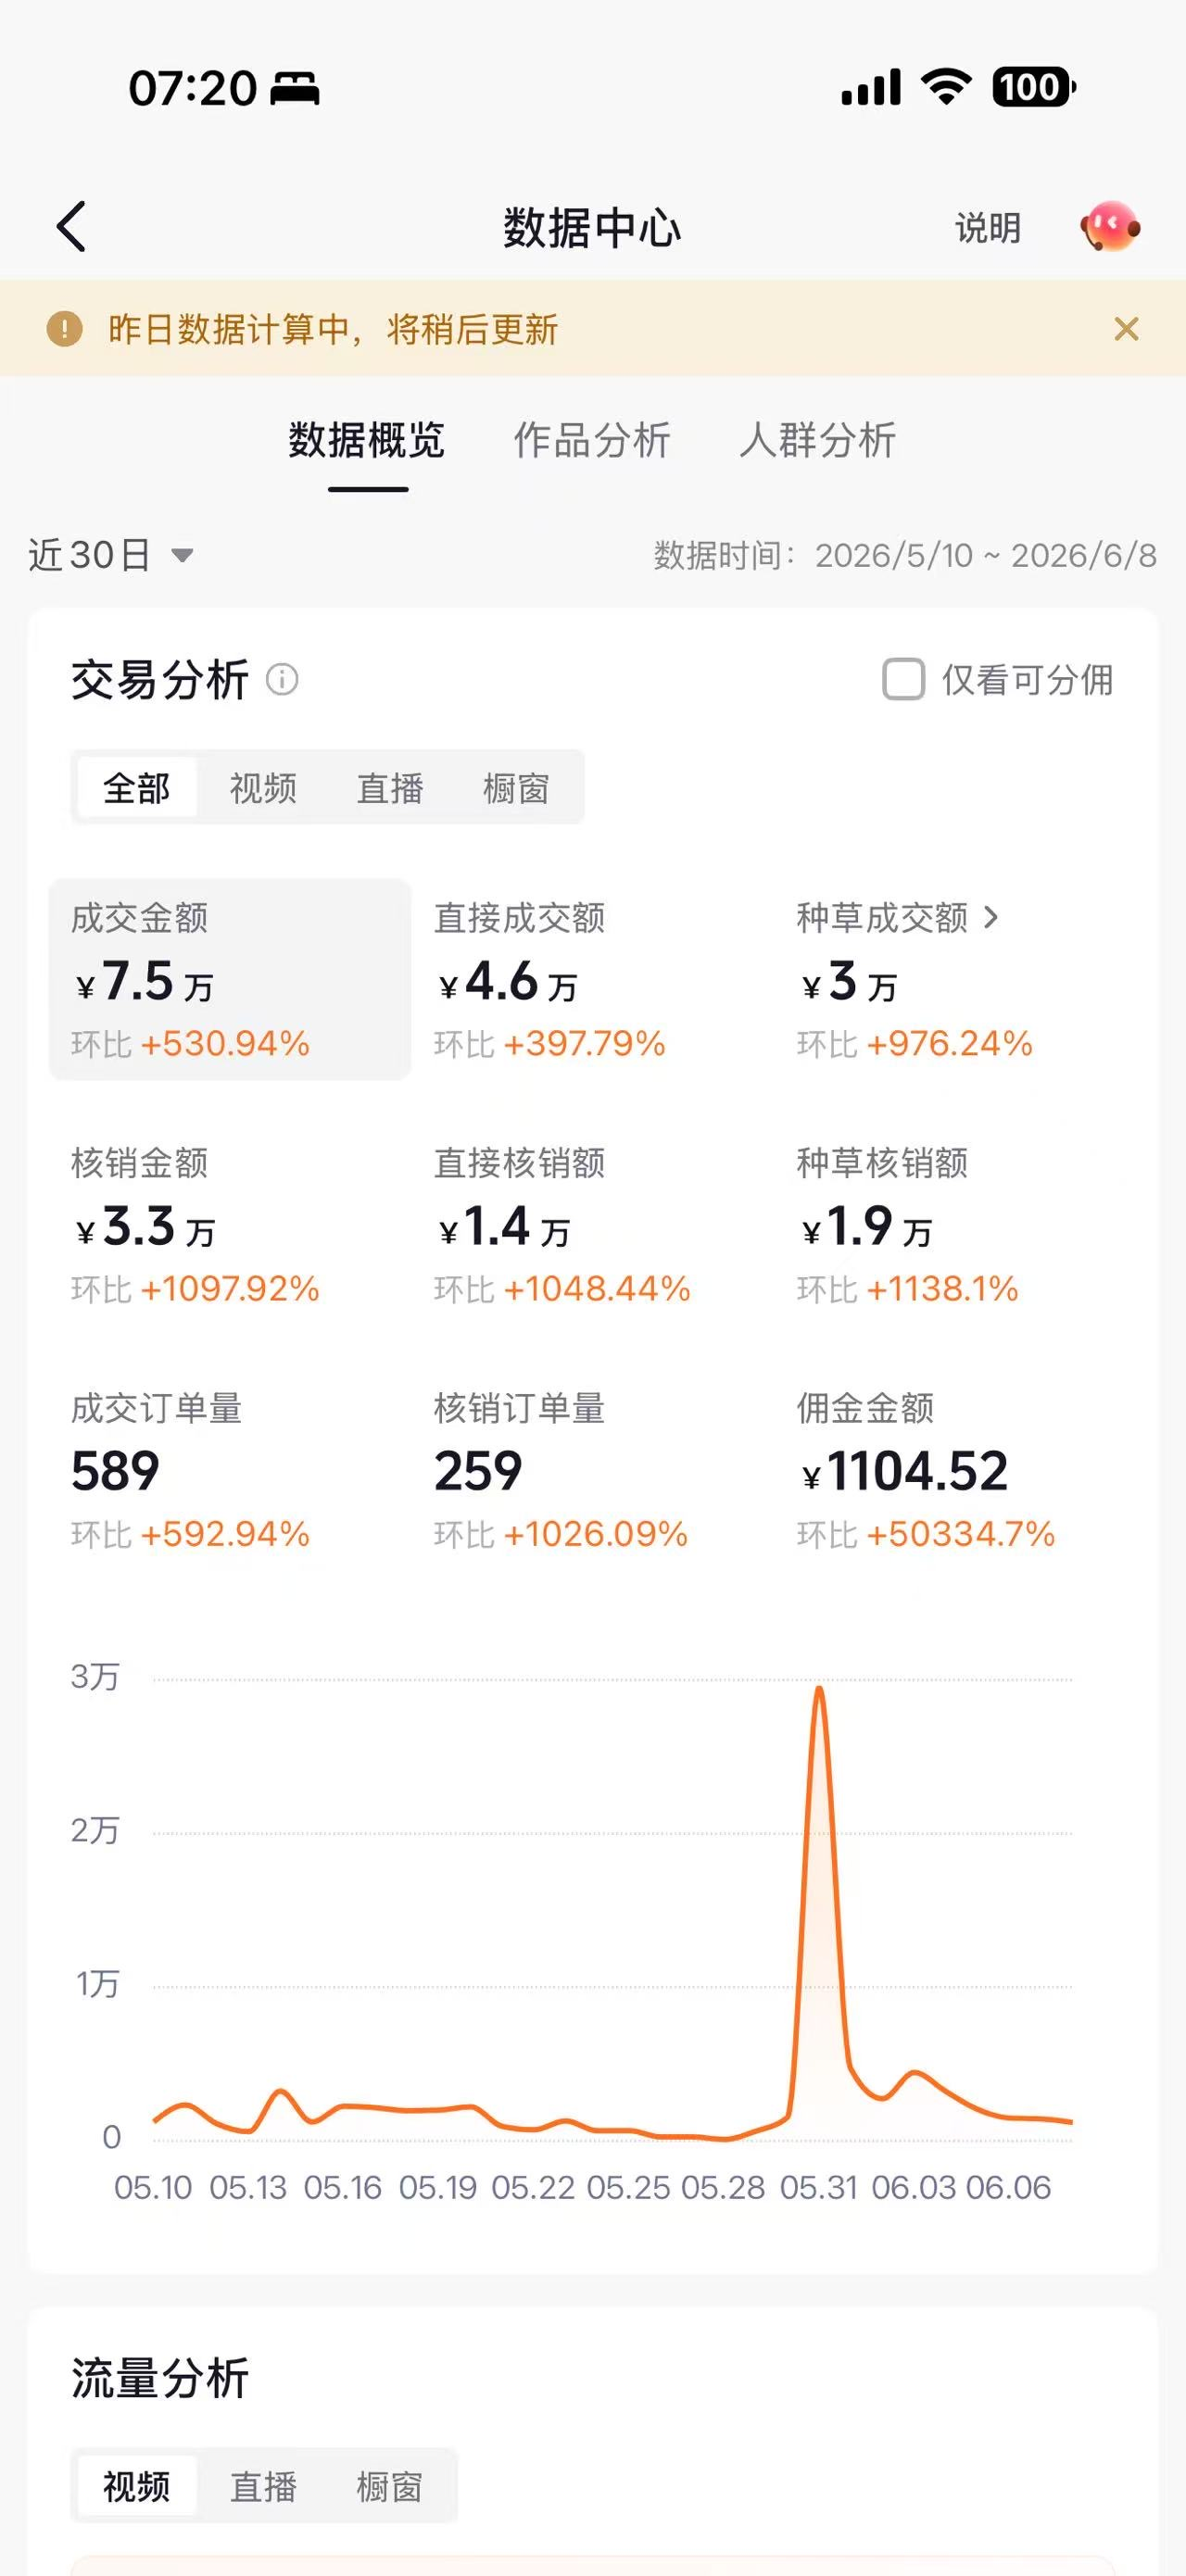 07:20
100
数据中心
说明
昨日数据计算中，将稍后更新
数据概览 作品分析 人群分析
近30日
数据时间：2026/5/10 ~ 2026/6/8
交易分析
仅看可分佣
全部 视频 直播 橱窗
成交金额 直接成交额 种草成交额
¥7.5万 ¥4.6万 ¥3万
环比 +530.94% 环比 +397.79% 环比 +976.24%
核销金额 直接核销额 种草核销额
¥3.3万 ¥1.4万 ¥1.9万
环比 +1097.92% 环比 +1048.44% 环比 +1138.1%
成交订单量 核销订单量 佣金金额
589 259 ¥1104.52
环比 +592.94% 环比 +1026.09% 环比 +50334.7%
3万
2万
1万
0
05.10 05.13 05.16 05.19 05.22 05.25 05.28 05.31 06.03 06.06
流量分析
视频 直播 橱窗